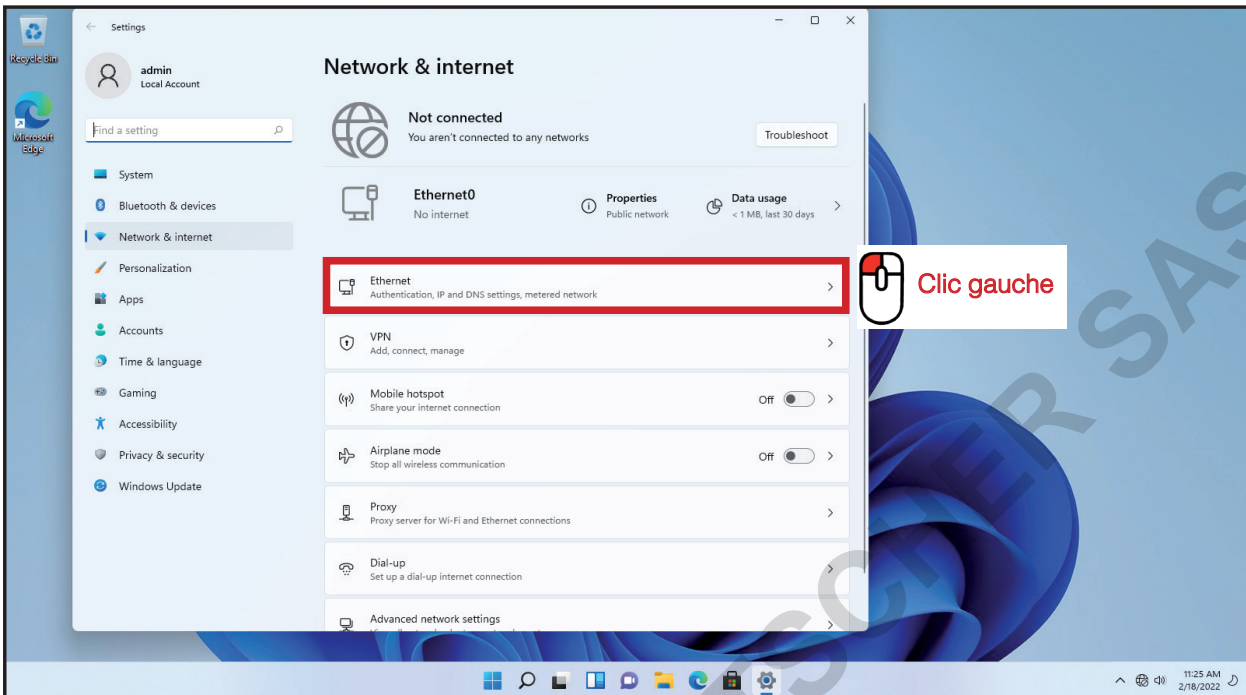 Recycle Bin
Microsoft
Edge
Settings
admin
Local Account
Find a setting
System
Bluetooth & devices
Network & internet
Personalization
Apps
Accounts
Time & language
Gaming
Accessibility
Privacy & security
Windows Update
Network & internet
Not connected
You aren't connected to any networks
Troubleshoot
Ethernet0
No internet
Properties
Public network
Data usage
< 1 MB, last 30 days
Ethernet
Authentication, IP and DNS settings, metered network
Clic gauche
VPN
Add, connect, manage
Mobile hotspot
Share your internet connection
Off
Airplane mode
Stop all wireless communication
Off
Proxy
Proxy server for Wi-Fi and Ethernet connections
Dial-up
Set up a dial-up internet connection
Advanced network settings
SCHER SAS
11:25 AM
2/18/2022